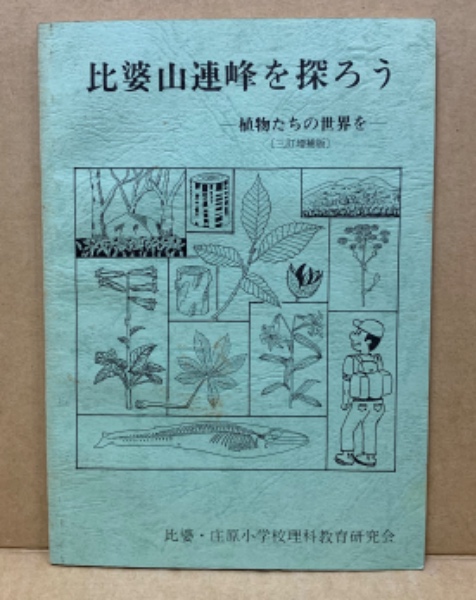 比婆山連峰を探ろう
―植物たちの世界を―
〔三訂増補版〕
比婆・庄原小学校理科教育研究会